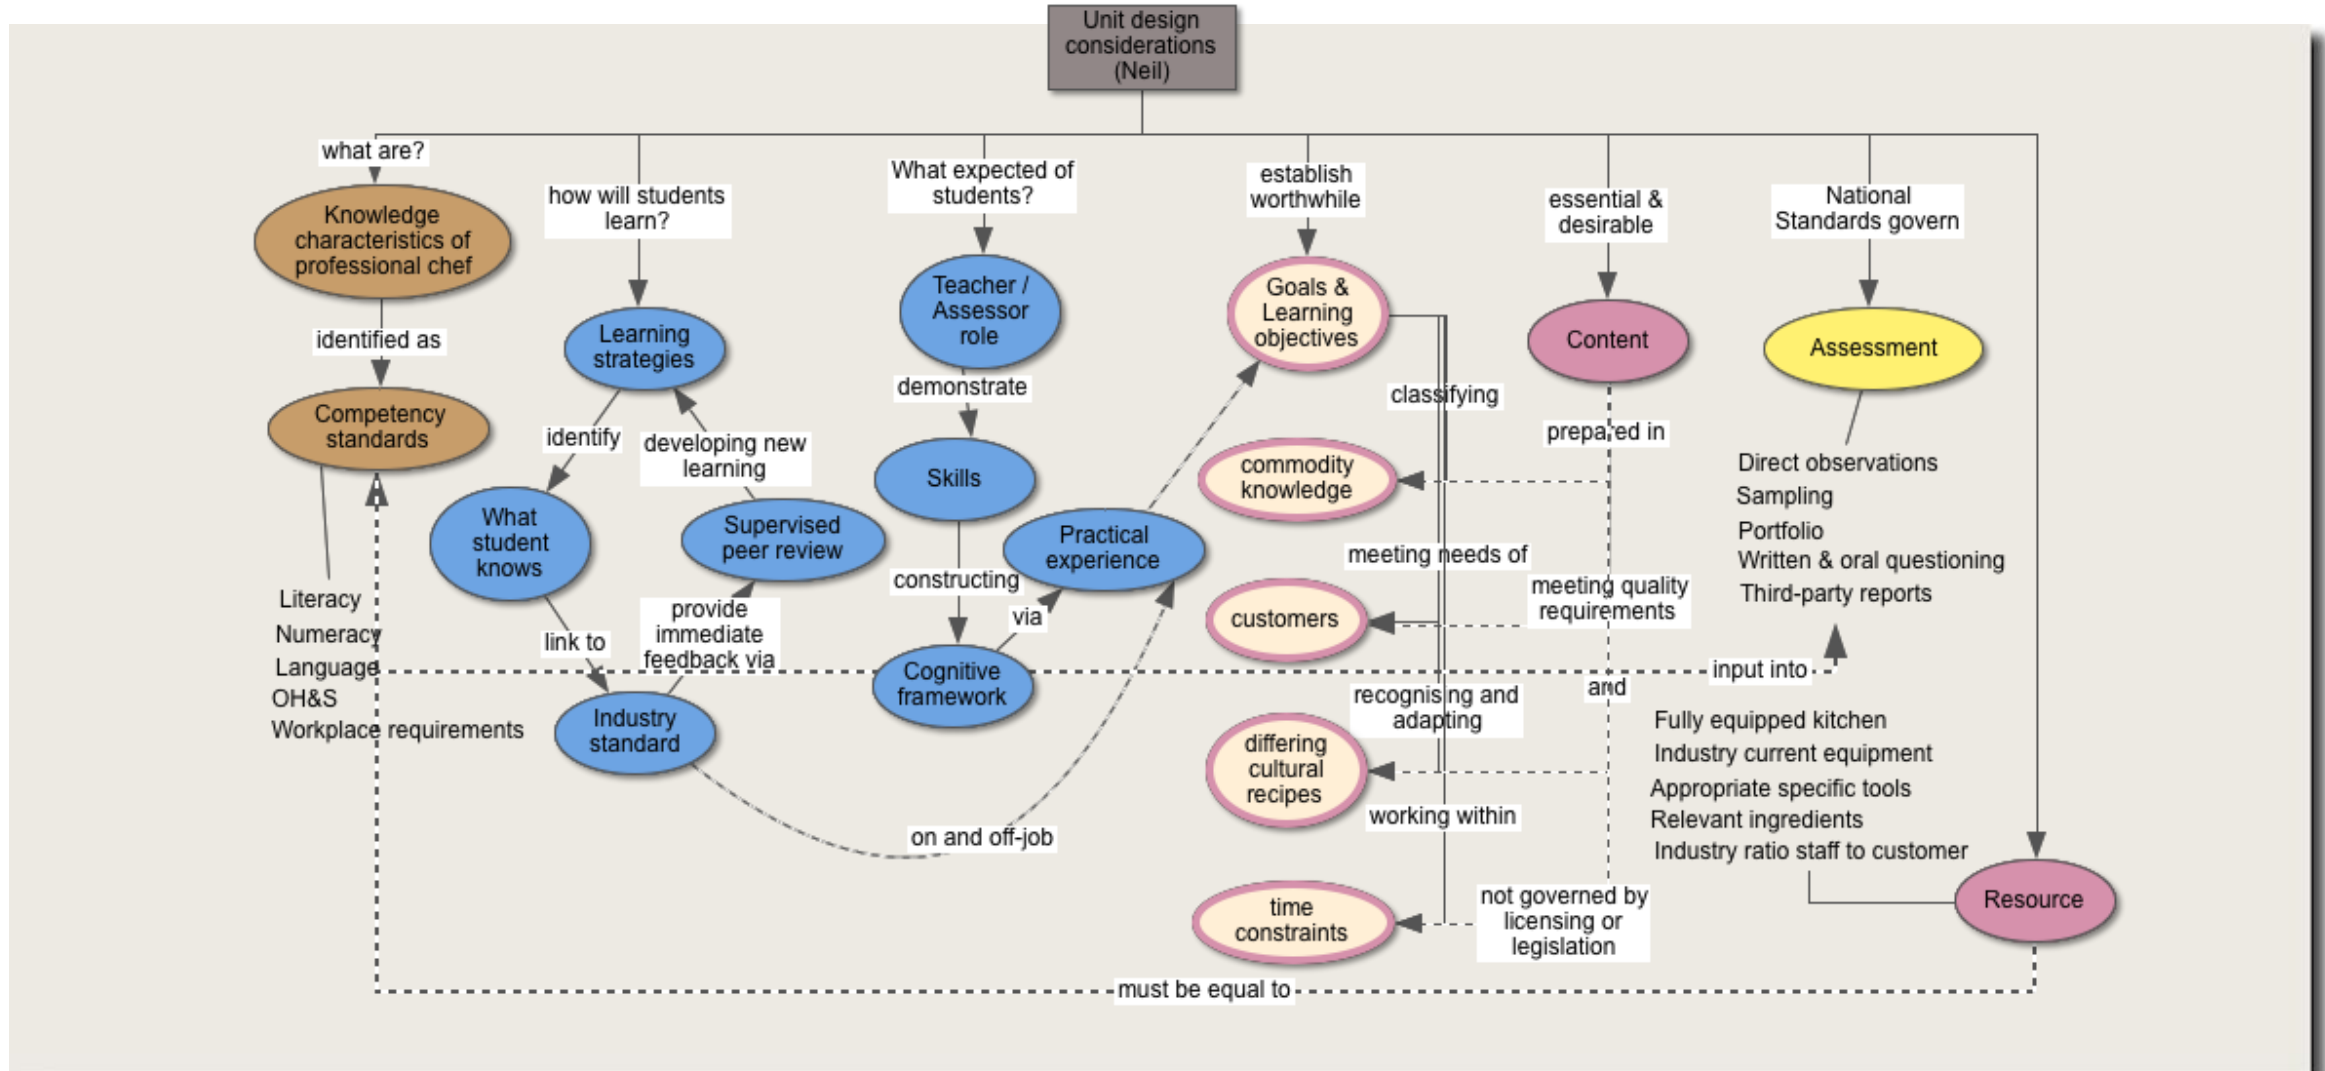 Unit design
considerations
(Neil)
what are?
Knowledge
characteristics of
professional chef
identified as
Competency
standards
Literacy
Numeracy
Language
OH&S
Workplace requirements
how will students
learn?
Learning
strategies
identify
What
student
knows
link to
Industry
standard
provide
immediate
feedback via
Supervised
peer review
developing new
learning
on and off-job
What expected of
students?
Teacher /
Assessor
role
demonstrate
Skills
constructing
Cognitive
framework
via
Practical
experience
establish
worthwhile
Goals &
Learning
objectives
classifying
commodity
knowledge
meeting needs of
customers
recognising and
adapting
differing
cultural
recipes
working within
time
constraints
essential &
desirable
Content
prepared in
meeting quality
requirements
and
not governed by
licensing or
legislation
National
Standards govern
Assessment
Direct observations
Sampling
Portfolio
Written & oral questioning
Third-party reports
input into
Fully equipped kitchen
Industry current equipment
Appropriate specific tools
Relevant ingredients
Industry ratio staff to customer
Resource
must be equal to